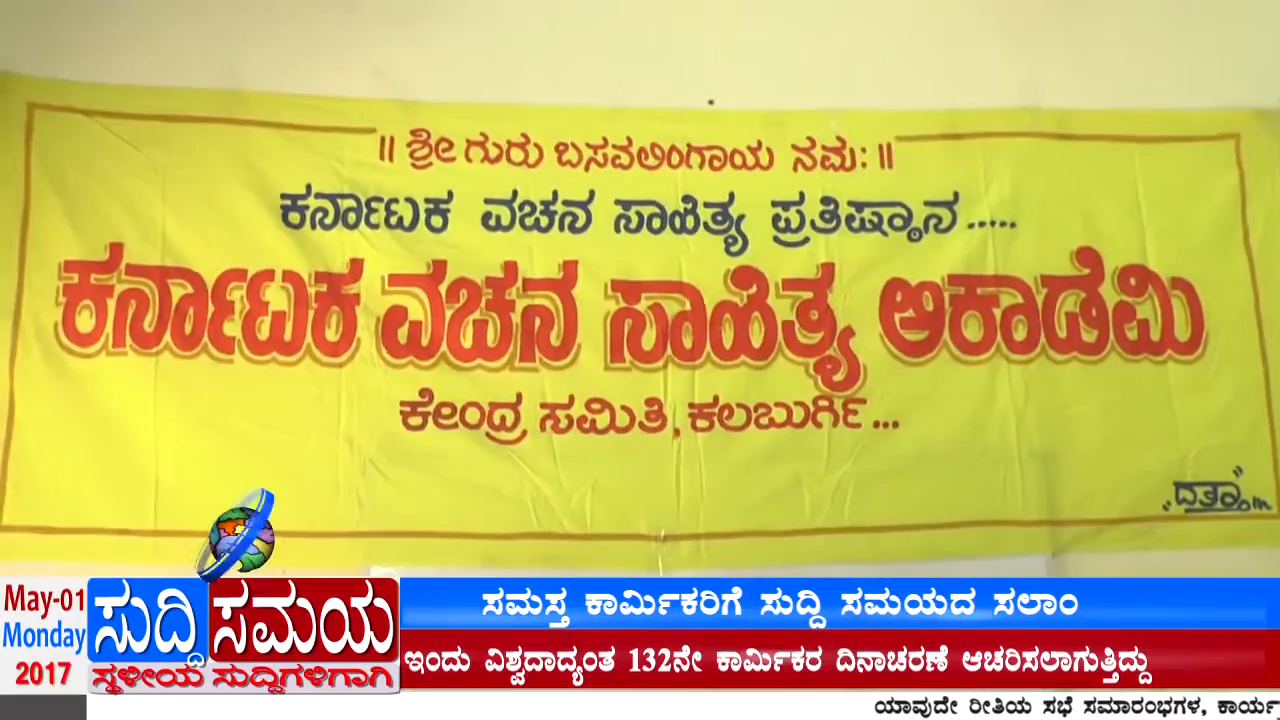 ॥ ಶ್ರೀ ಗುರು ಬಸವಲಿಂಗಾಯ ನಮಃ ॥
ಕರ್ನಾಟಕ ವಚನ ಸಾಹಿತ್ಯ ಪ್ರತಿಷ್ಠಾನ.....
ಕರ್ನಾಟಕ ವಚನ ಸಾಹಿತ್ಯ ಅಕಾಡೆಮಿ
ಕೇಂದ್ರ ಸಮಿತಿ, ಕಲಬುರ್ಗಿ...
May-01
Monday
2017
ಸುದ್ದಿ ಸಮಯ
ಸ್ಥಳೀಯ ಸುದ್ದಿಗಳಿಗಾಗಿ
ಸಮಸ್ತ ಕಾರ್ಮಿಕರಿಗೆ ಸುದ್ದಿ ಸಮಯದ ಸಲಾಂ
ಇಂದು ವಿಶ್ವದಾದ್ಯಂತ 132ನೇ ಕಾರ್ಮಿಕರ ದಿನಾಚರಣೆ ಆಚರಿಸಲಾಗುತ್ತಿದ್ದು
ಯಾವುದೇ ರೀತಿಯ ಸಭೆ ಸಮಾರಂಭಗಳ,